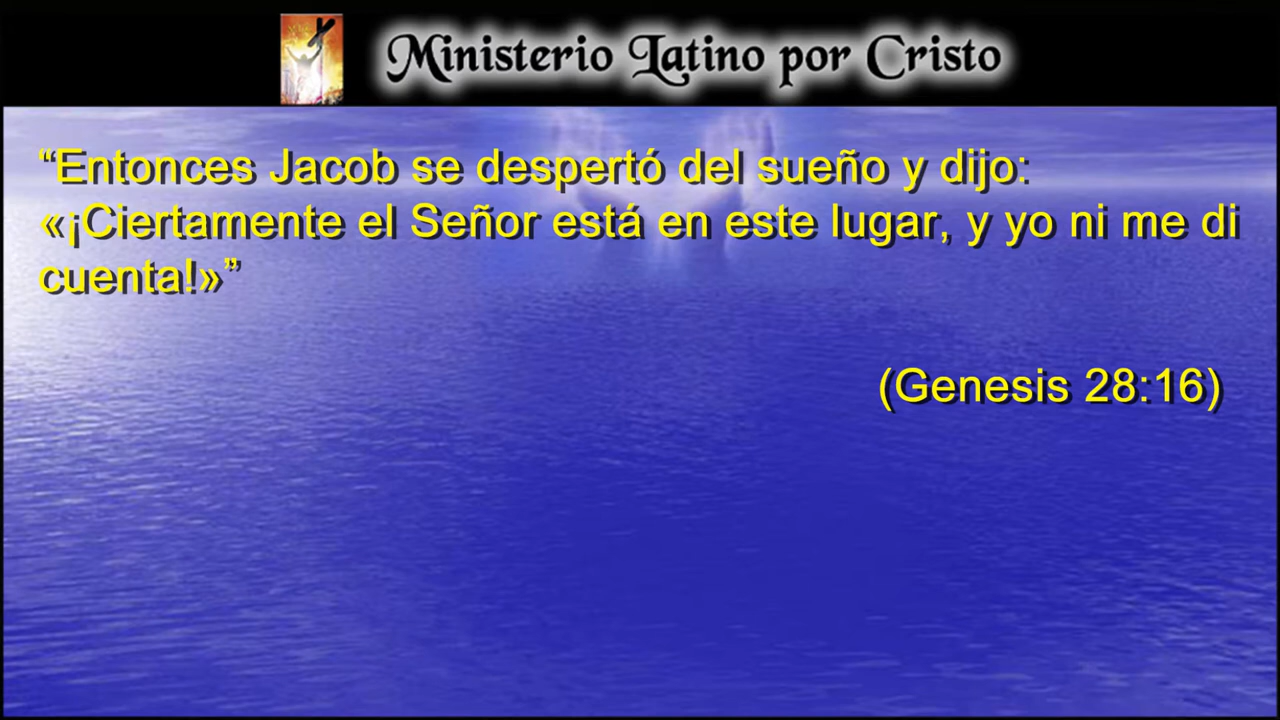 Ministerio Latino por Cristo
“Entonces Jacob se despertó del sueño y dijo:
«¡Ciertamente el Señor está en este lugar, y yo ni me di
cuenta!»”
(Genesis 28:16)